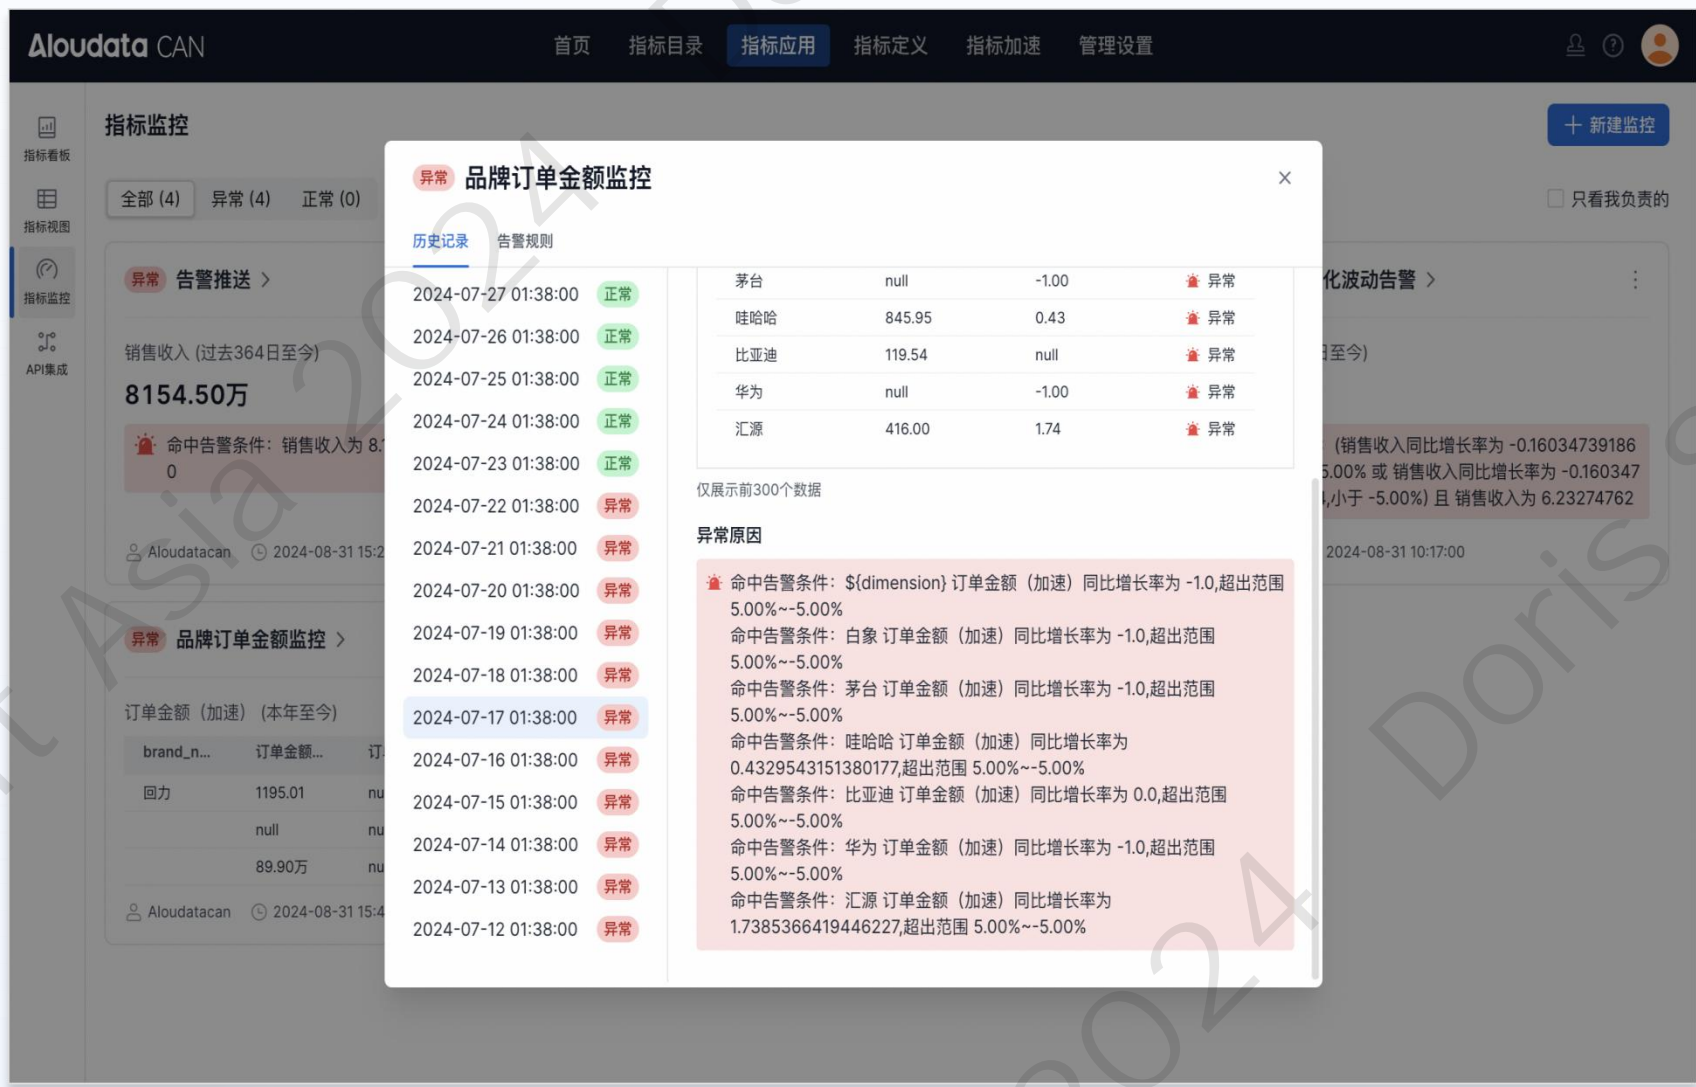 Aloudata CAN
首页 指标目录 指标应用 指标定义 指标加速 管理设置
指标看板
指标视图
指标监控
API集成
指标监控
新建监控
全部 (4) 异常 (4) 正常 (0)
只看我负责的
异常 告警推送
销售收入 (过去364日至今)
8154.50万
命中告警条件：销售收入为 8.
0
Aloudatacan 2024-08-31 15:2
异常 品牌订单金额监控
订单金额（加速）(本年至今)
brand_n... 订单金额... 订
回力 1195.01 nu
null nu
89.90万 nu
Aloudatacan 2024-08-31 15:4
异常 品牌订单金额监控
历史记录 告警规则
2024-07-27 01:38:00 正常
2024-07-26 01:38:00 正常
2024-07-25 01:38:00 正常
2024-07-24 01:38:00 正常
2024-07-23 01:38:00 正常
2024-07-22 01:38:00 异常
2024-07-21 01:38:00 异常
2024-07-20 01:38:00 异常
2024-07-19 01:38:00 异常
2024-07-18 01:38:00 异常
2024-07-17 01:38:00 异常
2024-07-16 01:38:00 异常
2024-07-15 01:38:00 异常
2024-07-14 01:38:00 异常
2024-07-13 01:38:00 异常
2024-07-12 01:38:00 异常
茅台 null -1.00 异常
哇哈哈 845.95 0.43 异常
比亚迪 119.54 null 异常
华为 null -1.00 异常
汇源 416.00 1.74 异常
仅展示前300个数据
异常原因
命中告警条件：${dimension} 订单金额（加速）同比增长率为 -1.0,超出范围
5.00%~-5.00%
命中告警条件：白象 订单金额（加速）同比增长率为 -1.0,超出范围
5.00%~-5.00%
命中告警条件：茅台 订单金额（加速）同比增长率为 -1.0,超出范围
5.00%~-5.00%
命中告警条件：哇哈哈 订单金额（加速）同比增长率为
0.4329543151380177,超出范围 5.00%~-5.00%
命中告警条件：比亚迪 订单金额（加速）同比增长率为 0.0,超出范围
5.00%~-5.00%
命中告警条件：华为 订单金额（加速）同比增长率为 -1.0,超出范围
5.00%~-5.00%
命中告警条件：汇源 订单金额（加速）同比增长率为
1.7385366419446227,超出范围 5.00%~-5.00%
化波动告警
日至今)
(销售收入同比增长率为 -0.16034739186
5.00% 或 销售收入同比增长率为 -0.160347
,小于 -5.00%) 且 销售收入为 6.23274762
2024-08-31 10:17:00
Asia 2024
Doris
2024